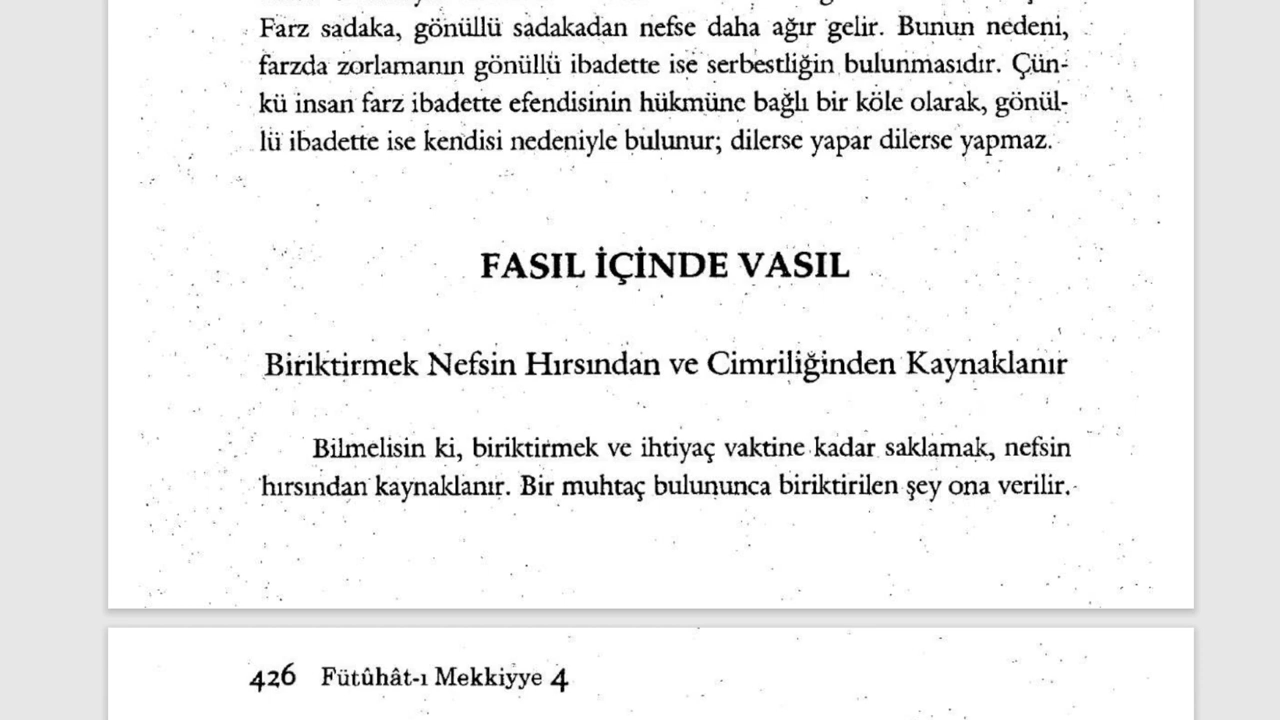 Farz sadaka, gönüllü sadakadan nefse daha ağır gelir. Bunun nedeni,
farzda zorlamanın gönüllü ibadette ise serbestliğin bulunmasıdır. Çün-
kü insan farz ibadette efendisinin hükmüne bağlı bir köle olarak, gönül-
lü ibadette ise kendisi nedeniyle bulunur; dilerse yapar dilerse yapmaz.
FASIL İÇİNDE VASIL
Biriktirmek Nefsin Hırsından ve Cimriliğinden Kaynaklanır
Bilmelisin ki, biriktirmek ve ihtiyaç vaktine kadar saklamak, nefsin
hırsından kaynaklanır. Bir muhtaç bulununca biriktirilen şey ona verilir.
426 Fütûhât-ı Mekkiyye 4